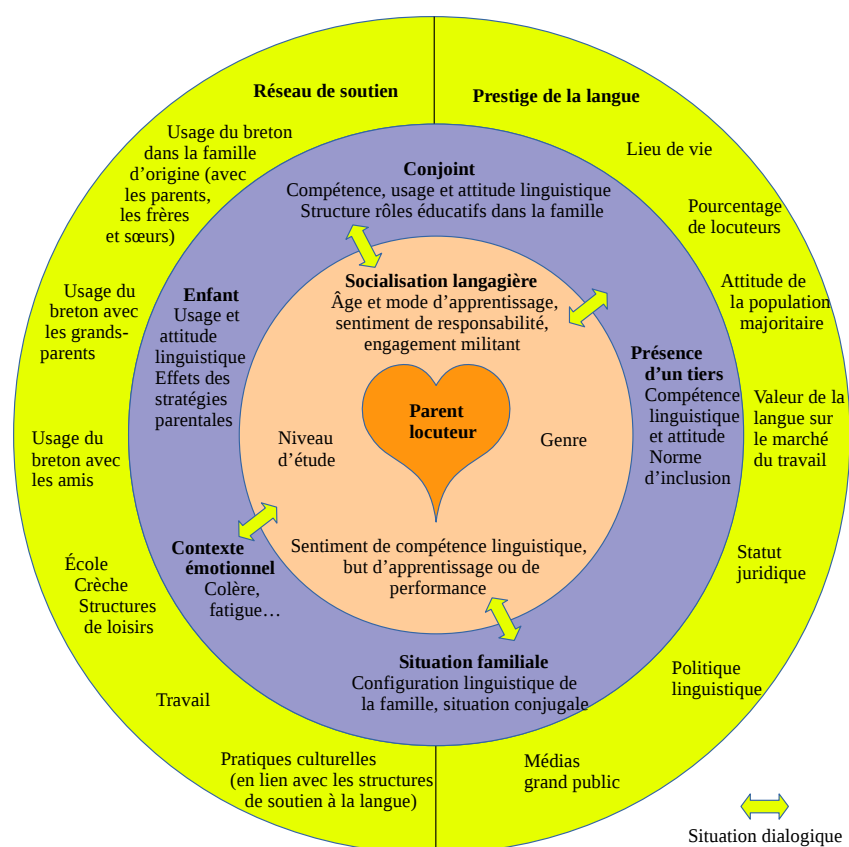 Réseau de soutien
Usage du breton
dans la famille
d’origine (avec
les parents,
les frères
et sœurs)
Usage du
breton avec
les grands-
parents
Usage du
breton avec
les amis
École
Crèche
Structures
de loisirs
Travail
Pratiques culturelles
(en lien avec les structures
de soutien à la langue)
Prestige de la langue
Lieu de vie
Pourcentage
de locuteurs
Attitude de
la population
majoritaire
Valeur de la
langue sur
le marché
du travail
Statut
juridique
Politique
linguistique
Médias
grand public
Conjoint
Compétence, usage et attitude linguistique
Structure rôles éducatifs dans la famille
Enfant
Usage et
attitude
linguistique
Effets des
stratégies
parentales
Présence
d’un tiers
Compétence
linguistique
et attitude
Norme
d’inclusion
Contexte
émotionnel
Colère,
fatigue…
Situation familiale
Configuration linguistique de
la famille, situation conjugale
Socialisation langagière
Âge et mode d’apprentissage,
sentiment de responsabilité,
engagement militant
Parent
locuteur
Niveau
d’étude
Genre
Sentiment de compétence linguistique,
but d’apprentissage ou de
performance
Situation dialogique